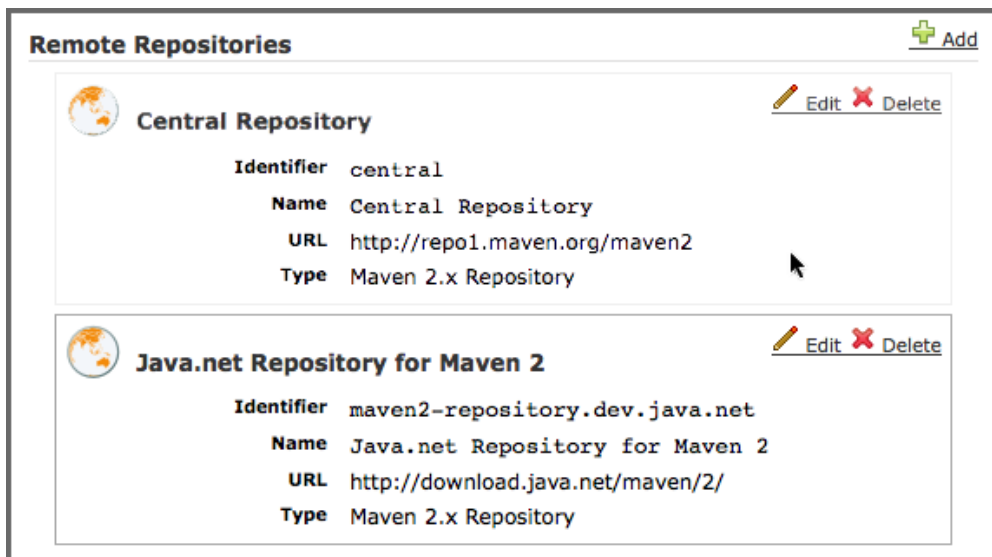 Remote Repositories Add
Central Repository Edit Delete
Identifier central
Name Central Repository
URL http://repo1.maven.org/maven2
Type Maven 2.x Repository
Java.net Repository for Maven 2 Edit Delete
Identifier maven2-repository.dev.java.net
Name Java.net Repository for Maven 2
URL http://download.java.net/maven/2/
Type Maven 2.x Repository